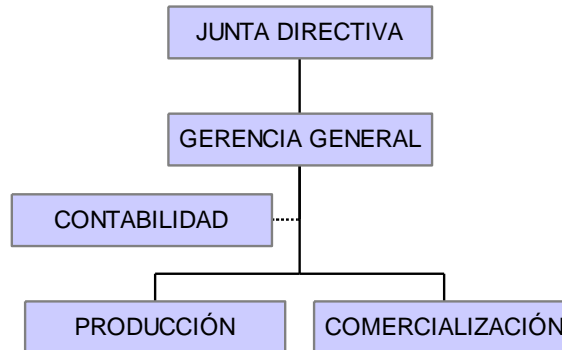 JUNTA DIRECTIVA
GERENCIA GENERAL
CONTABILIDAD
PRODUCCIÓN
COMERCIALIZACIÓN